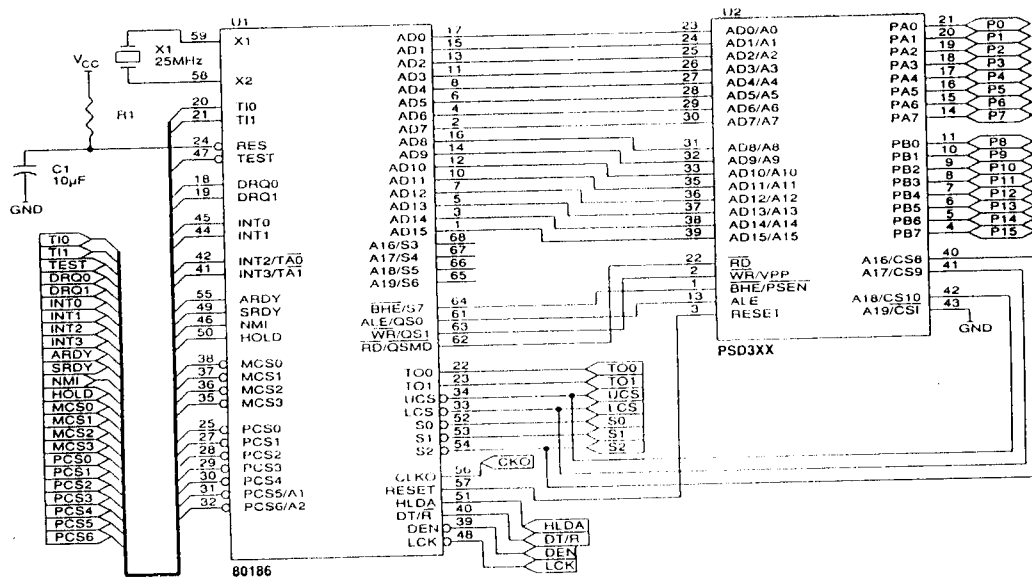 U1
U2
X1
25MHz
59
58
X1
X2
VCC
R1
C1
10µF
GND
20 TI0
21 TI1
24 RES
47 TEST
18 DRQ0
19 DRQ1
45 INT0
44 INT1
42 INT2/TA0
41 INT3/TA1
55 ARDY
49 SRDY
46 NMI
50 HOLD
38 MCS0
37 MCS1
36 MCS2
35 MCS3
25 PCS0
27 PCS1
28 PCS2
29 PCS3
30 PCS4
31 PCS5/A1
32 PCS6/A2
80186
TI0
TI1
TEST
DRQ0
DRQ1
INT0
INT1
INT2
INT3
ARDY
SRDY
NMI
HOLD
MCS0
MCS1
MCS2
MCS3
PCS0
PCS1
PCS2
PCS3
PCS4
PCS5
PCS6
AD0 17
AD1 15
AD2 13
AD3 11
AD4 8
AD5 6
AD6 4
AD7 2
AD8 16
AD9 14
AD10 12
AD11 10
AD12 7
AD13 5
AD14 3
AD15 1
A16/S3 68
A17/S4 67
A18/S5 66
A19/S6 65
BHE/S7 64
ALE/QS0 61
WR/QS1 63
RD/QSMD 62
TO0 22
TO1 23
UCS 34
LCS 33
S0 52
S1 53
S2 54
CLKO 56
RESET 57
HLDA 51
DT/R 40
DEN 39
LCK 48
TO0
TO1
UCS
LCS
S0
S1
S2
CKO
HLDA
DT/R
DEN
LCK
23 AD0/A0
24 AD1/A1
25 AD2/A2
26 AD3/A3
27 AD4/A4
28 AD5/A5
29 AD6/A6
30 AD7/A7
31 AD8/A8
32 AD9/A9
33 AD10/A10
35 AD11/A11
36 AD12/A12
37 AD13/A13
38 AD14/A14
39 AD15/A15
22 RD
2 WR/VPP
1 BHE/PSEN
13 ALE
3 RESET
PSD3XX
PA0 21 P0
PA1 20 P1
PA2 19 P2
PA3 18 P3
PA4 17 P4
PA5 16 P5
PA6 15 P6
PA7 14 P7
PB0 11 P8
PB1 10 P9
PB2 9 P10
PB3 8 P11
PB4 7 P12
PB5 6 P13
PB6 5 P14
PB7 4 P15
A16/CS8 40
A17/CS9 41
A18/CS10 42
A19/CSI 43
GND